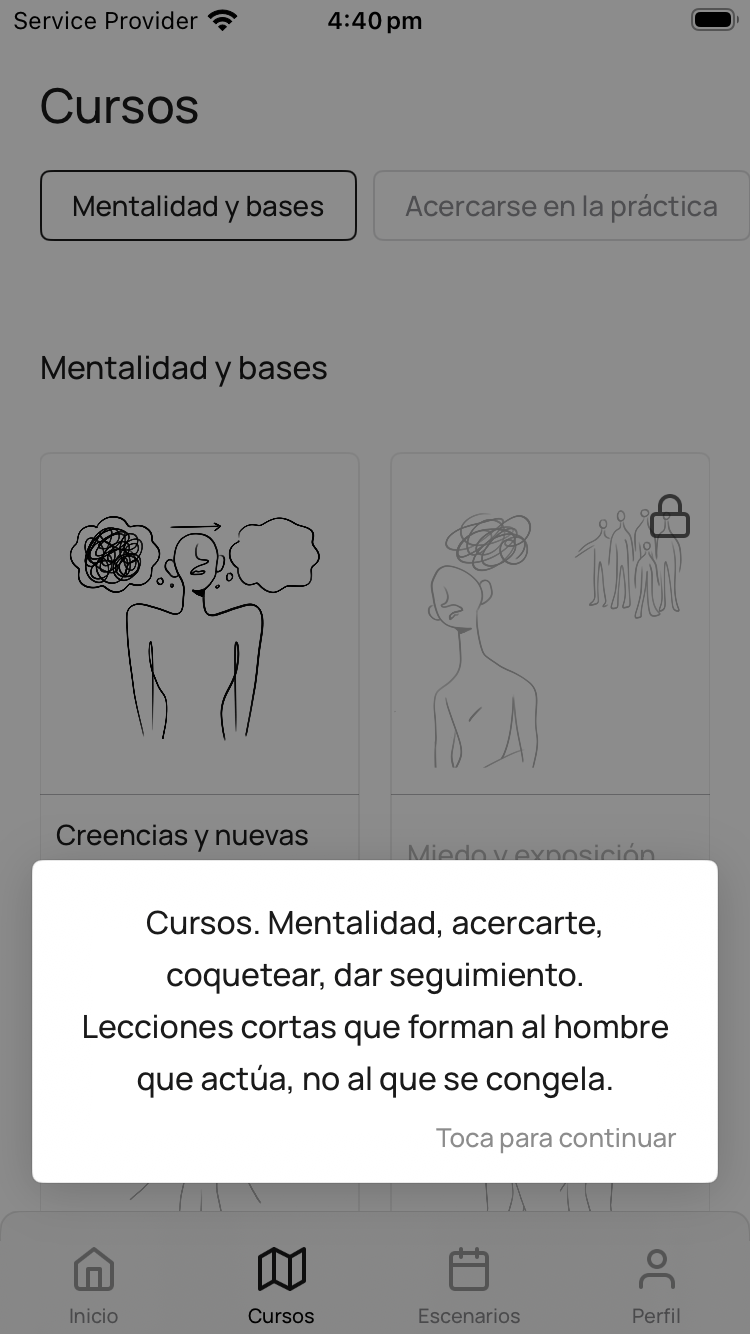 Service Provider 4:40 pm
Cursos
Mentalidad y bases
Acercarse en la práctica
Mentalidad y bases
Creencias y nuevas
Miedo y exposición
Cursos. Mentalidad, acercarte,
coquetear, dar seguimiento.
Lecciones cortas que forman al hombre
que actúa, no al que se congela.
Toca para continuar
Inicio
Cursos
Escenarios
Perfil